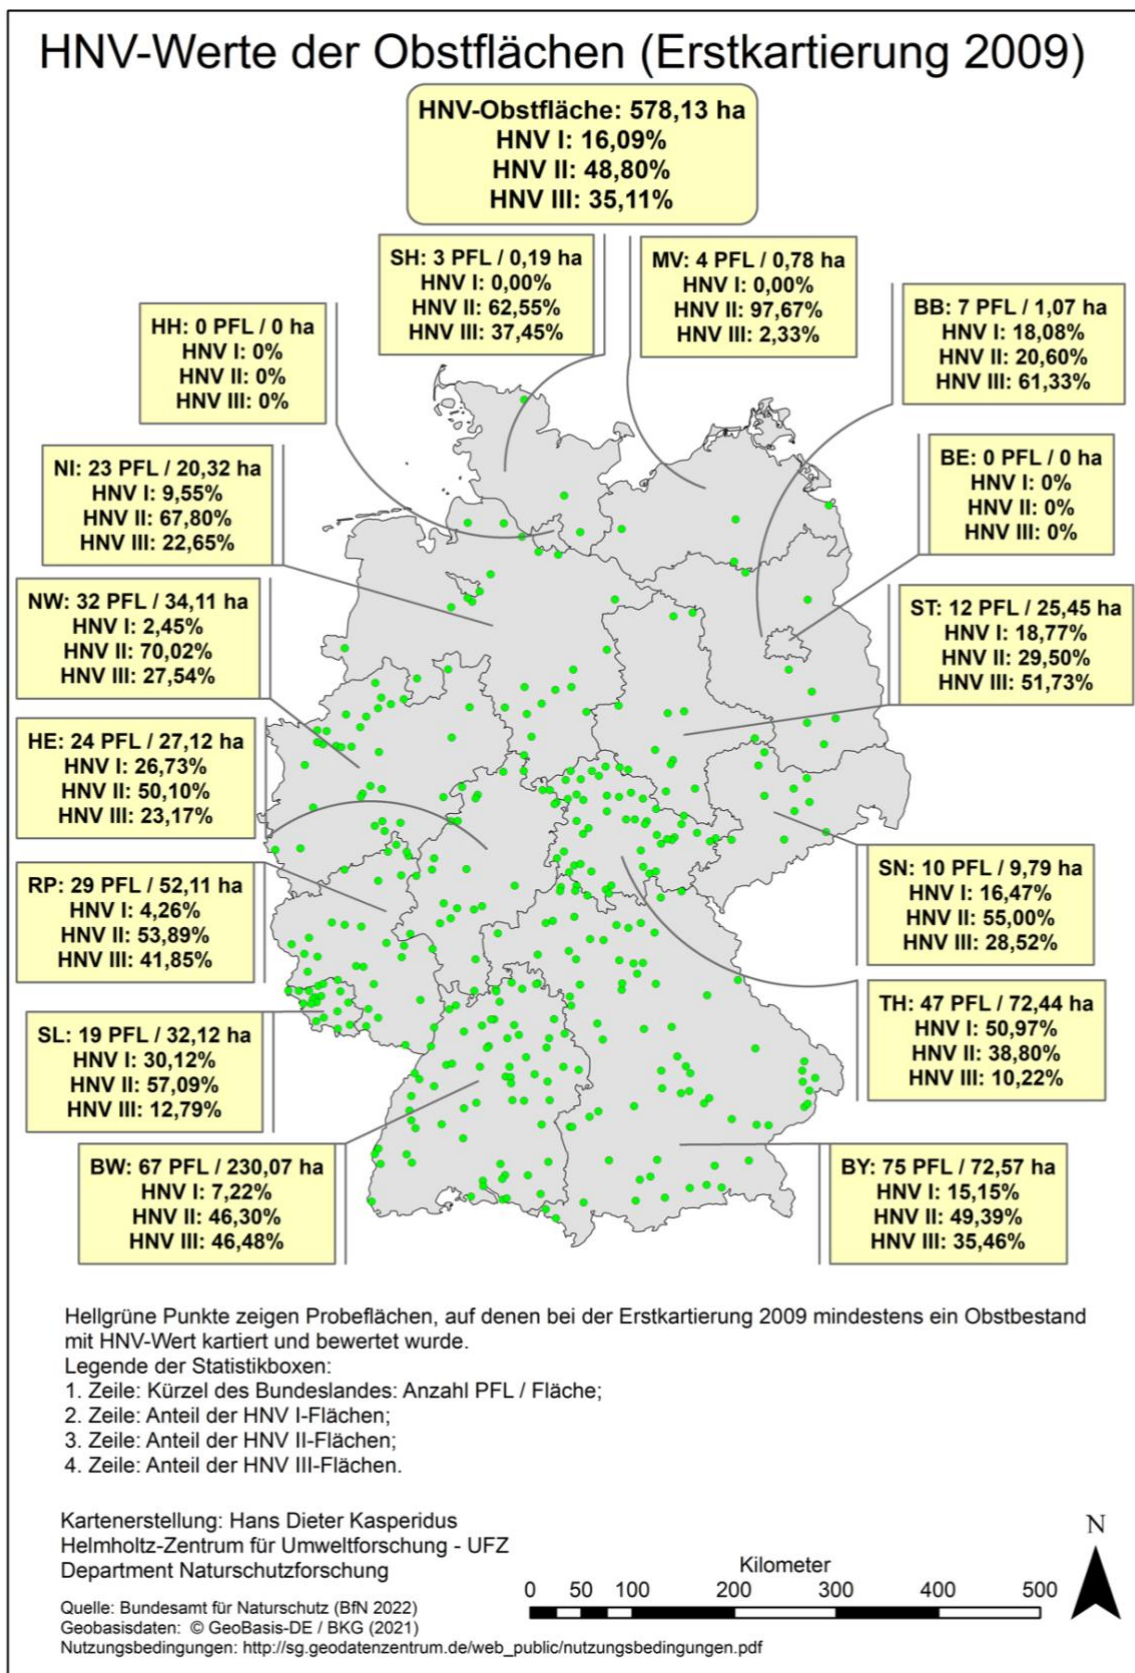 HNV-Werte der Obstflächen (Erstkartierung 2009)
HNV-Obstfläche: 578,13 ha
HNV I: 16,09%
HNV II: 48,80%
HNV III: 35,11%
SH: 3 PFL / 0,19 ha
HNV I: 0,00%
HNV II: 62,55%
HNV III: 37,45%
MV: 4 PFL / 0,78 ha
HNV I: 0,00%
HNV II: 97,67%
HNV III: 2,33%
BB: 7 PFL / 1,07 ha
HNV I: 18,08%
HNV II: 20,60%
HNV III: 61,33%
HH: 0 PFL / 0 ha
HNV I: 0%
HNV II: 0%
HNV III: 0%
BE: 0 PFL / 0 ha
HNV I: 0%
HNV II: 0%
HNV III: 0%
NI: 23 PFL / 20,32 ha
HNV I: 9,55%
HNV II: 67,80%
HNV III: 22,65%
NW: 32 PFL / 34,11 ha
HNV I: 2,45%
HNV II: 70,02%
HNV III: 27,54%
ST: 12 PFL / 25,45 ha
HNV I: 18,77%
HNV II: 29,50%
HNV III: 51,73%
HE: 24 PFL / 27,12 ha
HNV I: 26,73%
HNV II: 50,10%
HNV III: 23,17%
SN: 10 PFL / 9,79 ha
HNV I: 16,47%
HNV II: 55,00%
HNV III: 28,52%
RP: 29 PFL / 52,11 ha
HNV I: 4,26%
HNV II: 53,89%
HNV III: 41,85%
TH: 47 PFL / 72,44 ha
HNV I: 50,97%
HNV II: 38,80%
HNV III: 10,22%
SL: 19 PFL / 32,12 ha
HNV I: 30,12%
HNV II: 57,09%
HNV III: 12,79%
BW: 67 PFL / 230,07 ha
HNV I: 7,22%
HNV II: 46,30%
HNV III: 46,48%
BY: 75 PFL / 72,57 ha
HNV I: 15,15%
HNV II: 49,39%
HNV III: 35,46%
Hellgrüne Punkte zeigen Probeflächen, auf denen bei der Erstkartierung 2009 mindestens ein Obstbestand
mit HNV-Wert kartiert und bewertet wurde.
Legende der Statistikboxen:
1. Zeile: Kürzel des Bundeslandes: Anzahl PFL / Fläche;
2. Zeile: Anteil der HNV I-Flächen;
3. Zeile: Anteil der HNV II-Flächen;
4. Zeile: Anteil der HNV III-Flächen.
Kartenerstellung: Hans Dieter Kasperidus
Helmholtz-Zentrum für Umweltforschung - UFZ
Department Naturschutzforschung
Quelle: Bundesamt für Naturschutz (BfN 2022)
Geobasisdaten: © GeoBasis-DE / BKG (2021)
Nutzungsbedingungen: http://sg.geodatenzentrum.de/web_public/nutzungsbedingungen.pdf
Kilometer
0 50 100 200 300 400 500
N